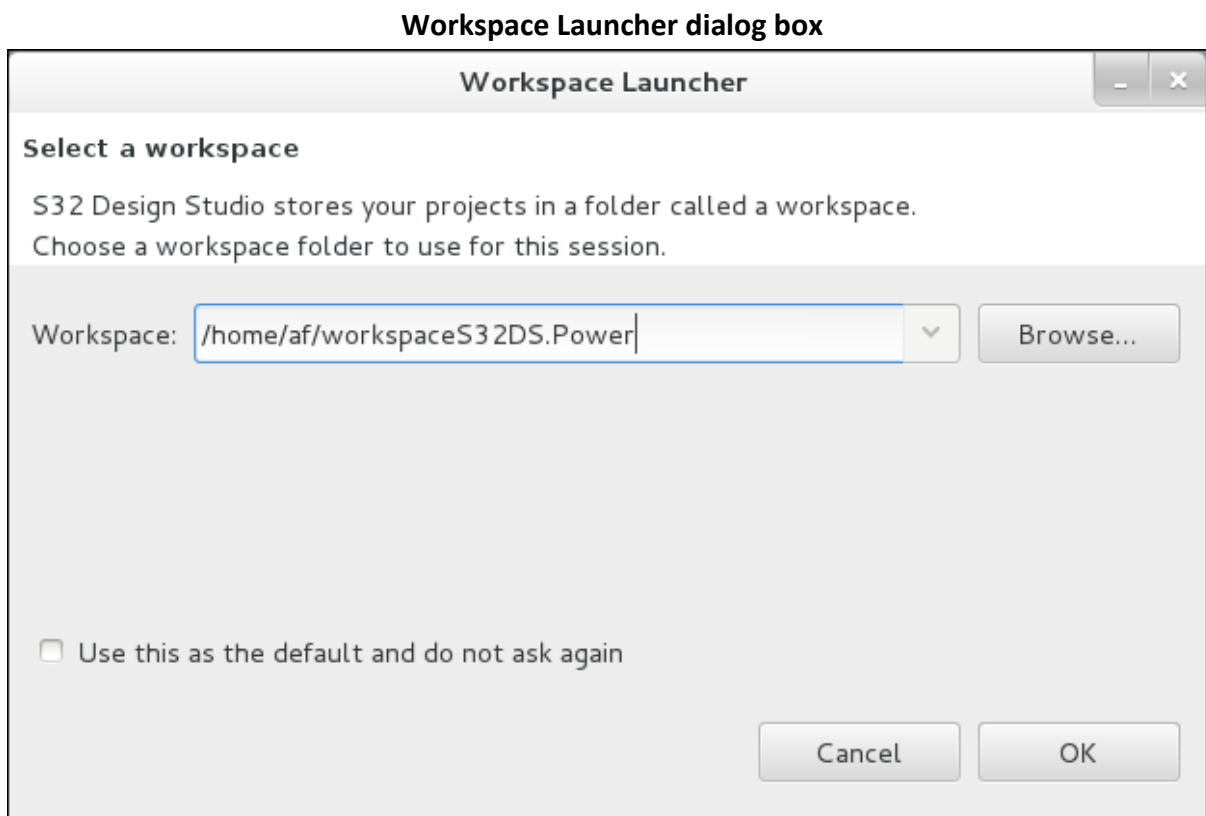 Workspace Launcher dialog box
Workspace Launcher
Select a workspace
S32 Design Studio stores your projects in a folder called a workspace.
Choose a workspace folder to use for this session.
Workspace: /home/af/workspaceS32DS.Power Browse...
Use this as the default and do not ask again
Cancel OK